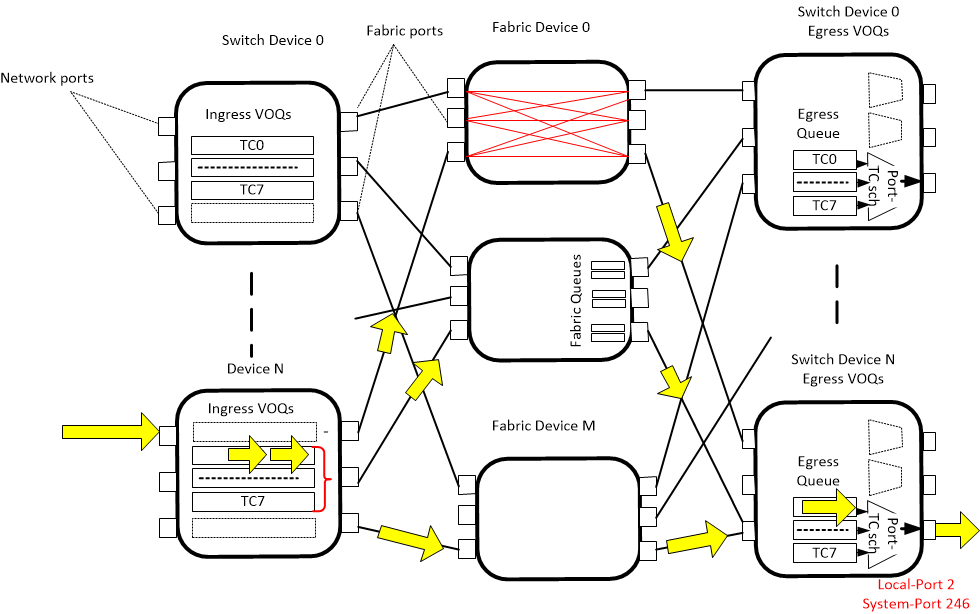 Switch Device 0
Fabric ports
Fabric Device 0
Switch Device 0
Egress VOQs
Network ports
Ingress VOQs
TC0
TC7
Egress
Queue
TC0
TC7
TC sch
Port-
Fabric Queues
Device N
Ingress VOQs
TC7
Fabric Device M
Switch Device N
Egress VOQs
Egress
Queue
TC7
TC sch
Port-
Local-Port 2
System-Port 246